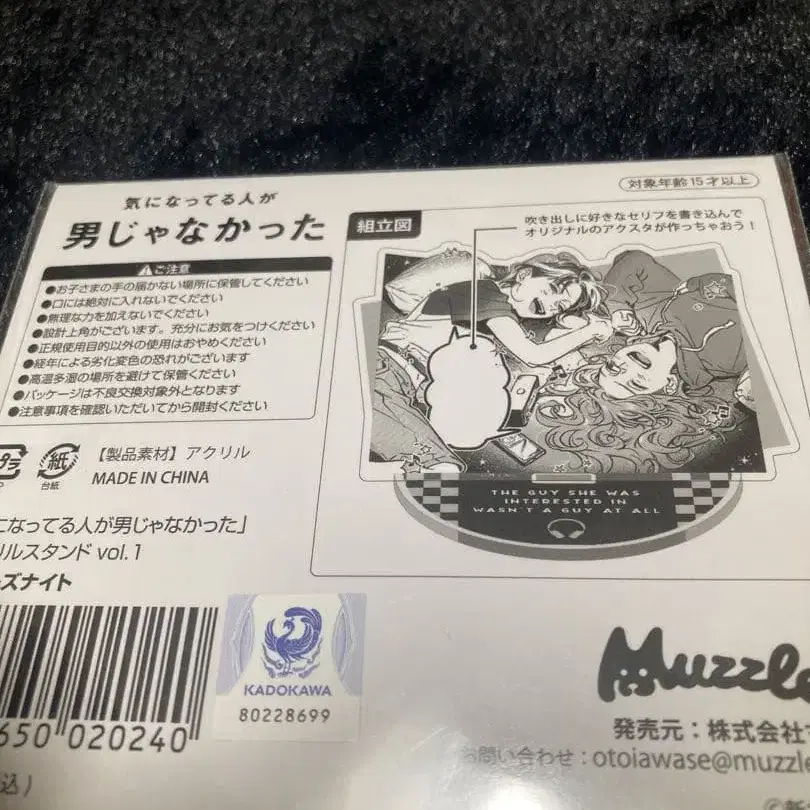 対象年齢15才以上
気になってる人が
男じゃなかった
組立図
吹き出しに好きなセリフを書き込んで
オリジナルのアクスタが作っちゃおう！
ご注意
●お子さまの手の届かない場所に保管してください
●口には絶対に入れないでください
●無理な力を加えないでください
●設計上角がございます。充分にお気をつけください
●正規使用目的以外の使用はおやめください
●経年による劣化変色の恐れがございます
●高温多湿の場所を避けて保管ください
●パッケージは不良交換対象外となります
●注意事項を確認いただいてから開封ください
プラ
紙
台紙
【製品素材】アクリル
MADE IN CHINA
THE GUY SHE WAS
INTERESTED IN
WASN'T A GUY AT ALL
になってる人が男じゃなかった」
リルスタンド vol.1
ズナイト
KADOKAWA
80228699
650 020240
込)
Muzzle
発売元：株式会社
お問い合わせ：otoiawase@muzzle